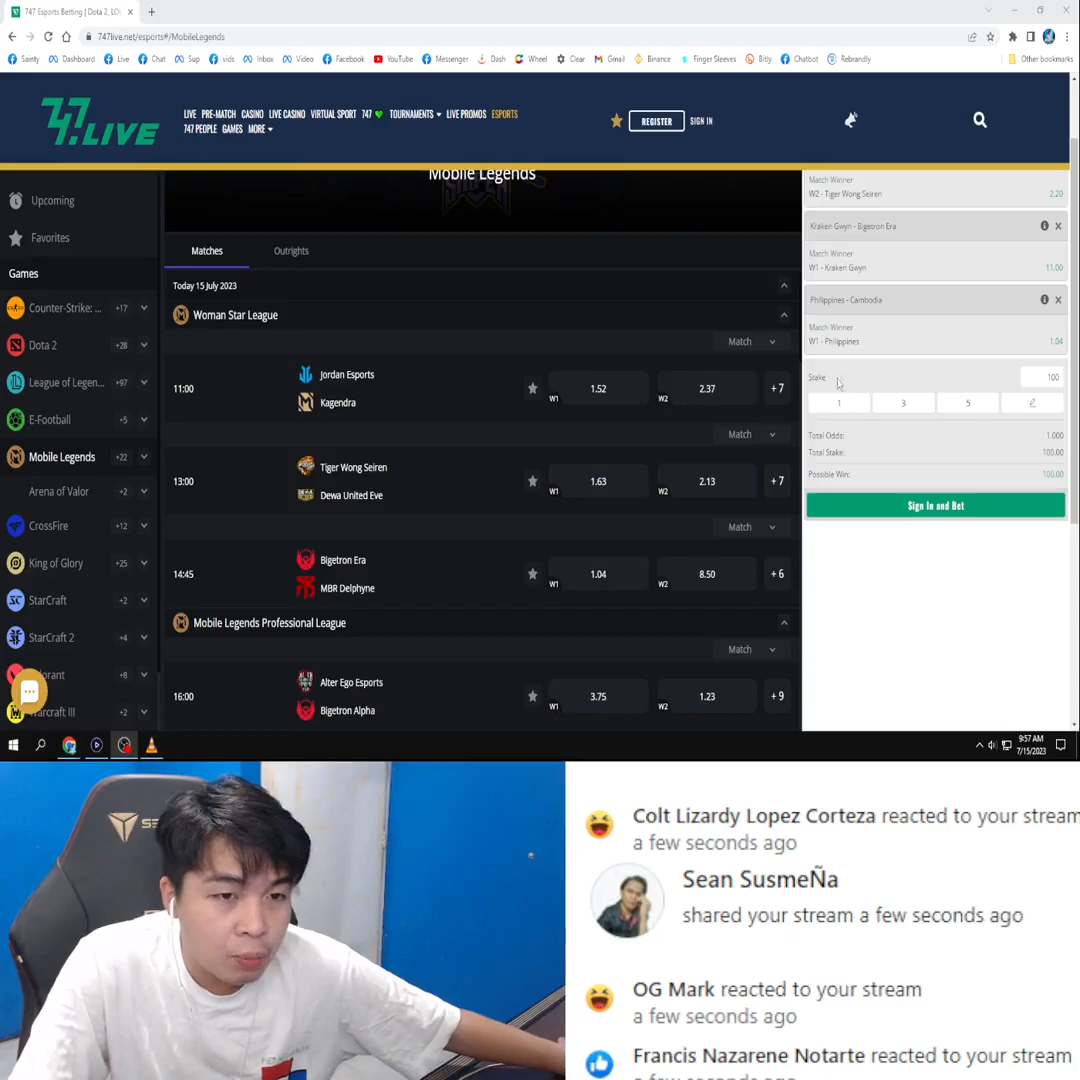 747 Esports Betting | Dota 2, LOL
747live.net/esports#/MobileLegends
Sainty Dashboard Live Chat Sup vids Inbox Video Facebook YouTube Messenger Dash Wheel Clear Gmail Binance Finger Sleeves Bitly Chatbot Rebrandly Other bookmarks
747.LIVE
LIVE PRE-MATCH CASINO LIVE CASINO VIRTUAL SPORT 747 TOURNAMENTS LIVE PROMOS ESPORTS
747 PEOPLE GAMES MORE
REGISTER SIGN IN
Upcoming
Favorites
Games
Counter-Strike: ... +17
Dota 2 +28
League of Legen... +97
E-Football +5
Mobile Legends +22
Arena of Valor +2
CrossFire +12
King of Glory +25
StarCraft +2
StarCraft 2 +4
lorant +8
Warcraft III +2
Mobile Legends
Matches Outrights
Today 15 July 2023
Woman Star League
Match
11:00
Jordan Esports
Kagendra
W1 1.52 W2 2.37 +7
Match
13:00
Tiger Wong Seiren
Dewa United Eve
W1 1.63 W2 2.13 +7
Match
14:45
Bigetron Era
MBR Delphyne
W1 1.04 W2 8.50 +6
Mobile Legends Professional League
Match
16:00
Alter Ego Esports
Bigetron Alpha
W1 3.75 W2 1.23 +9
Match Winner
W2 - Tiger Wong Seiren 2.20
Kraken Gwyn - Bigetron Era
Match Winner
W1 - Kraken Gwyn 11.00
Philippines - Cambodia
Match Winner
W1 - Philippines 1.04
Stake 100
1 3 5
Total Odds: 1.000
Total Stake: 100.00
Possible Win: 100.00
Sign In and Bet
9:57 AM
7/15/2023
Colt Lizardy Lopez Corteza reacted to your stream
a few seconds ago
Sean SusmeÑa
shared your stream a few seconds ago
OG Mark reacted to your stream
a few seconds ago
Francis Nazarene Notarte reacted to your stream